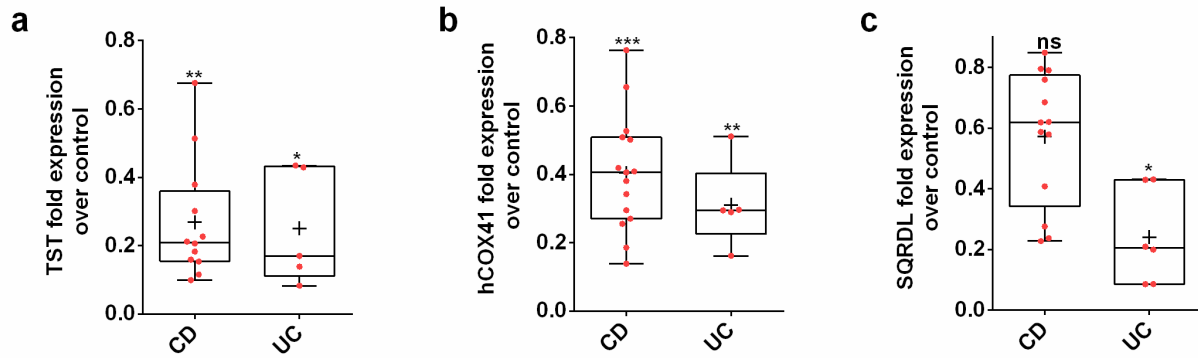 a
TST fold expression
over control
0.8
0.6
0.4
0.2
0.0
**
*
CD
UC
b
hCOX41 fold expression
over control
0.8
0.6
0.4
0.2
0.0
***
**
CD
UC
c
SQRDL fold expression
over control
0.8
0.6
0.4
0.2
0.0
ns
*
CD
UC